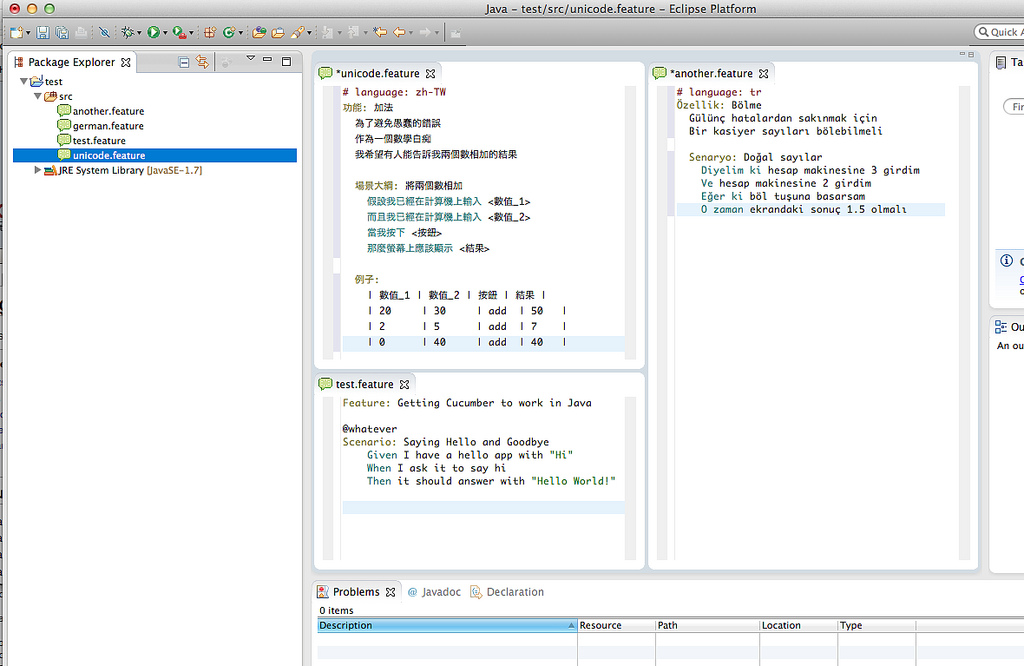 Java - test/src/unicode.feature - Eclipse Platform
Quick A
Package Explorer
test
src
another.feature
german.feature
test.feature
unicode.feature
JRE System Library [JavaSE-1.7]
*unicode.feature
# language: zh-TW
功能: 加法
為了避免愚蠢的錯誤
作為一個數學白痴
我希望有人能告訴我兩個數相加的結果
場景大綱: 將兩個數相加
假設我已經在計算機上輸入 <數值_1>
而且我已經在計算機上輸入 <數值_2>
當我按下 <按鈕>
那麼螢幕上應該顯示 <結果>
例子:
| 數值_1 | 數值_2 | 按鈕 | 結果 |
| 20 | 30 | add | 50 |
| 2 | 5 | add | 7 |
| 0 | 40 | add | 40 |
*another.feature
# language: tr
Özellik: Bölme
Gülünç hatalardan sakınmak için
Bir kasiyer sayıları bölebilmeli
Senaryo: Doğal sayılar
Diyelim ki hesap makinesine 3 girdim
Ve hesap makinesine 2 girdim
Eğer ki böl tuşuna basarsam
O zaman ekrandaki sonuç 1.5 olmalı
test.feature
Feature: Getting Cucumber to work in Java
@whatever
Scenario: Saying Hello and Goodbye
Given I have a hello app with "Hi"
When I ask it to say hi
Then it should answer with "Hello World!"
Ta
Fin
Ou
An ou
Problems
@ Javadoc
Declaration
0 items
Description Resource Path Location Type